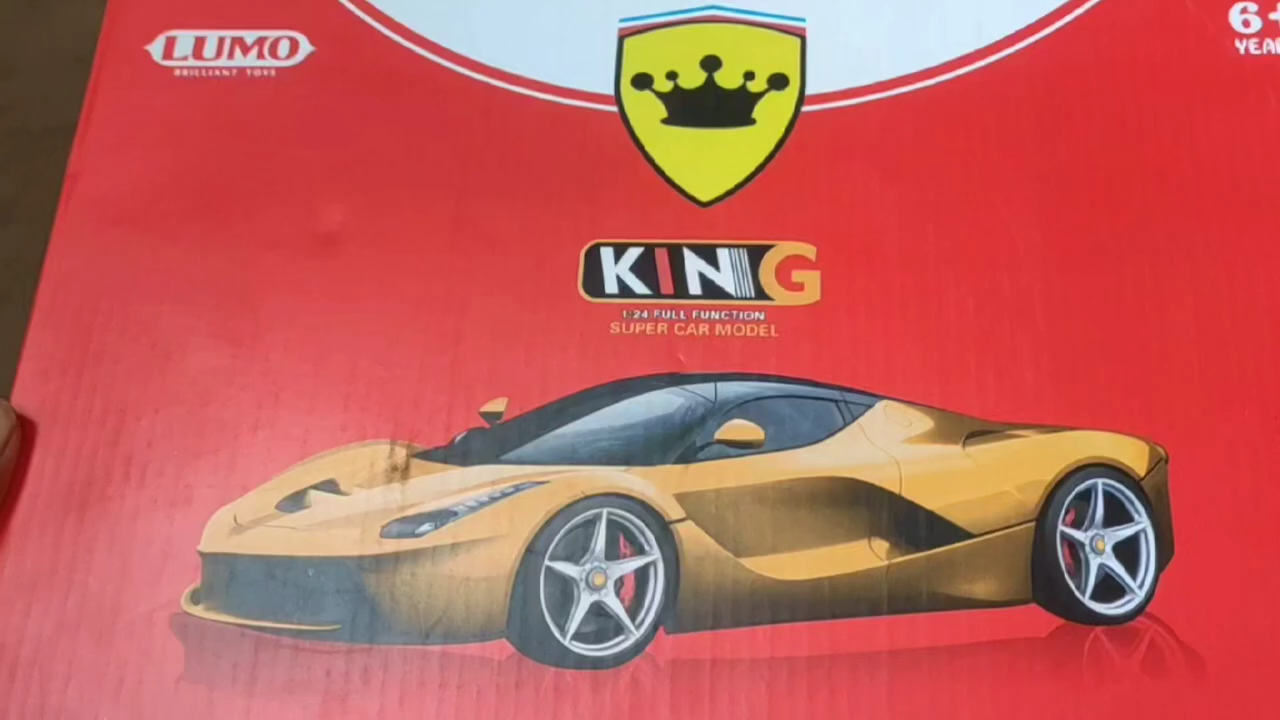 LUMO
BRILLIANT TOYS
6+
YEAR
KING
1:24 FULL FUNCTION
SUPER CAR MODEL